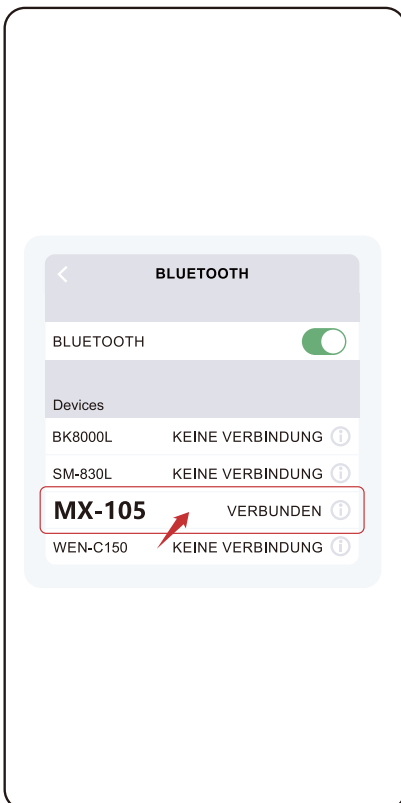 BLUETOOTH
BLUETOOTH
Devices
BK8000L KEINE VERBINDUNG
SM-830L KEINE VERBINDUNG
MX-105 VERBUNDEN
WEN-C150 KEINE VERBINDUNG